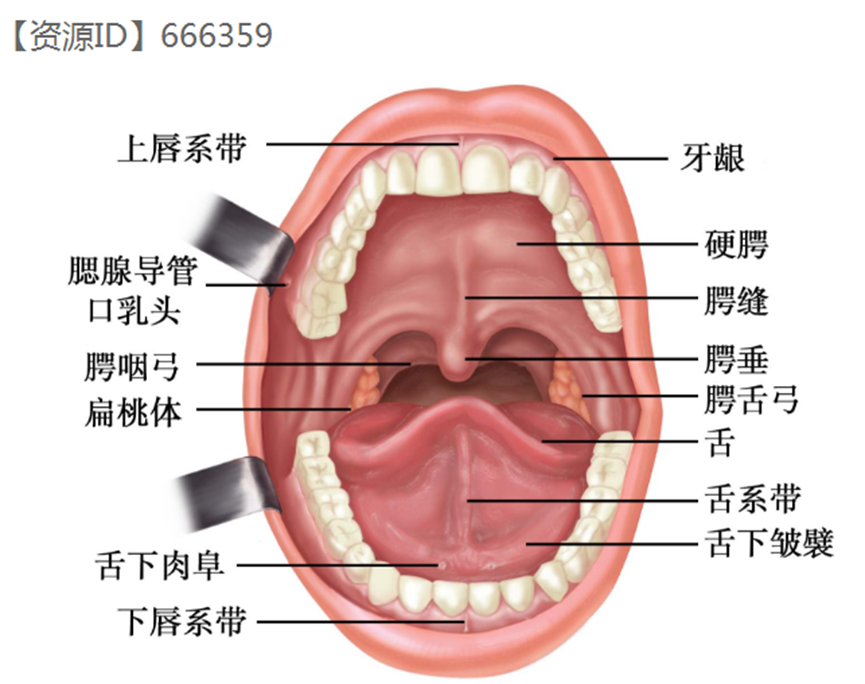 【资源ID】666359
上唇系带
牙龈
硬腭
腮腺导管
口乳头
腭缝
腭咽弓
腭垂
扁桃体
腭舌弓
舌
舌系带
舌下皱襞
舌下肉阜
下唇系带